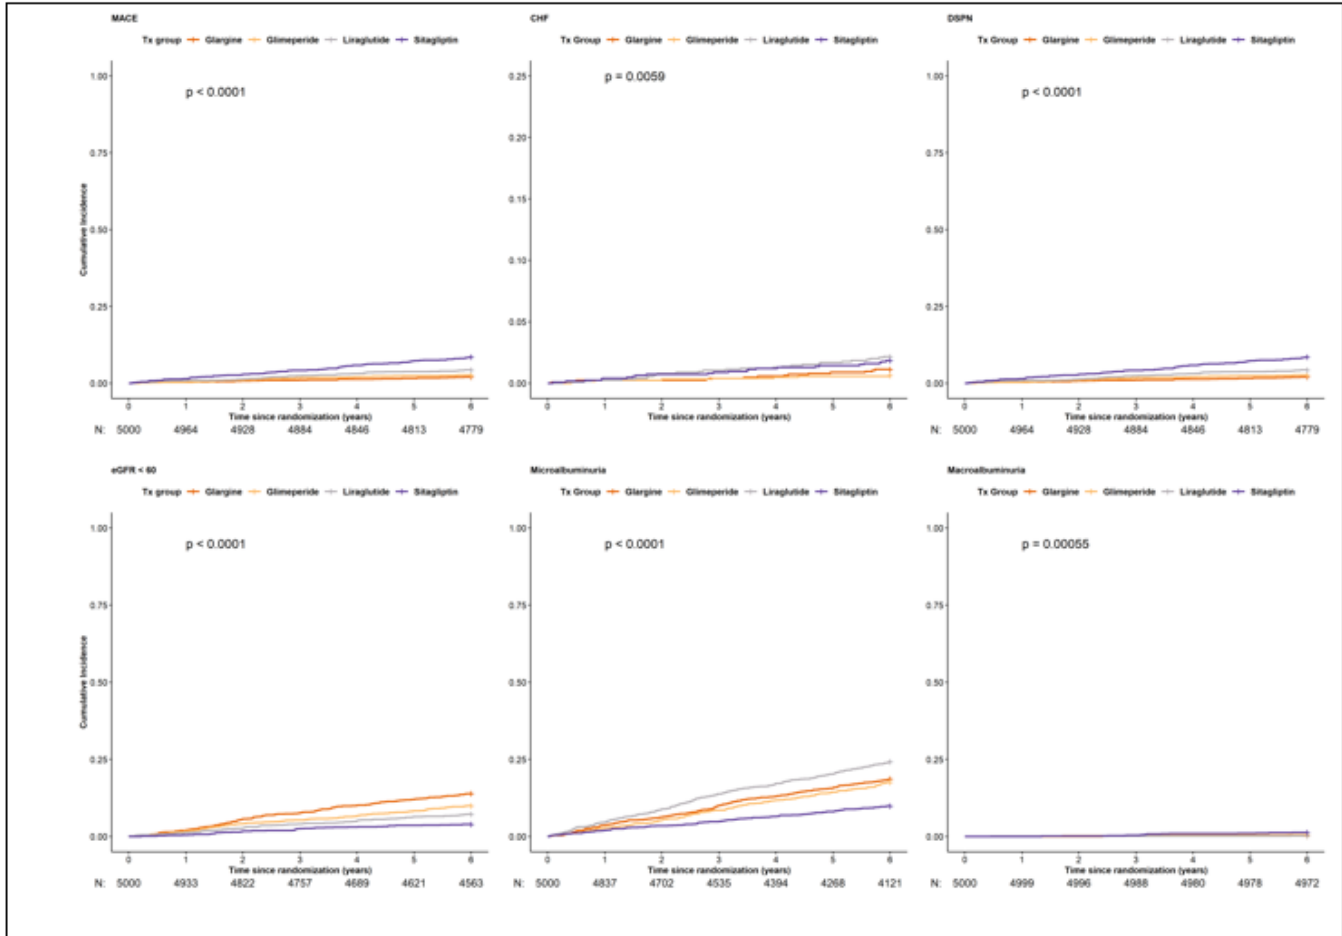 MACE
Tx group Glargine Glimeperide Liraglutide Sitagliptin
p < 0.0001
1.00
0.75
0.50
0.25
0.00
Cumulative Incidence
0 1 2 3 4 5 6
Time since randomization (years)
N: 5000 4964 4928 4884 4846 4813 4779
CHF
Tx Group Glargine Glimeperide Liraglutide Sitagliptin
p = 0.0059
0.25
0.20
0.15
0.10
0.05
0.00
0 1 2 3 4 5 6
Time since randomization (years)
DSPN
Tx Group Glargine Glimeperide Liraglutide Sitagliptin
p < 0.0001
1.00
0.75
0.50
0.25
0.00
0 1 2 3 4 5 6
Time since randomization (years)
N: 5000 4964 4928 4884 4846 4813 4779
eGFR < 60
Tx group Glargine Glimeperide Liraglutide Sitagliptin
p < 0.0001
1.00
0.75
0.50
0.25
0.00
Cumulative Incidence
0 1 2 3 4 5 6
Time since randomization (years)
N: 5000 4933 4822 4757 4689 4621 4563
Microalbuminuria
Tx Group Glargine Glimeperide Liraglutide Sitagliptin
p < 0.0001
1.00
0.75
0.50
0.25
0.00
0 1 2 3 4 5 6
Time since randomization (years)
N: 5000 4837 4702 4535 4394 4268 4121
Macroalbuminuria
Tx Group Glargine Glimeperide Liraglutide Sitagliptin
p = 0.00055
1.00
0.75
0.50
0.25
0.00
0 1 2 3 4 5 6
Time since randomization (years)
N: 5000 4999 4996 4988 4980 4978 4972